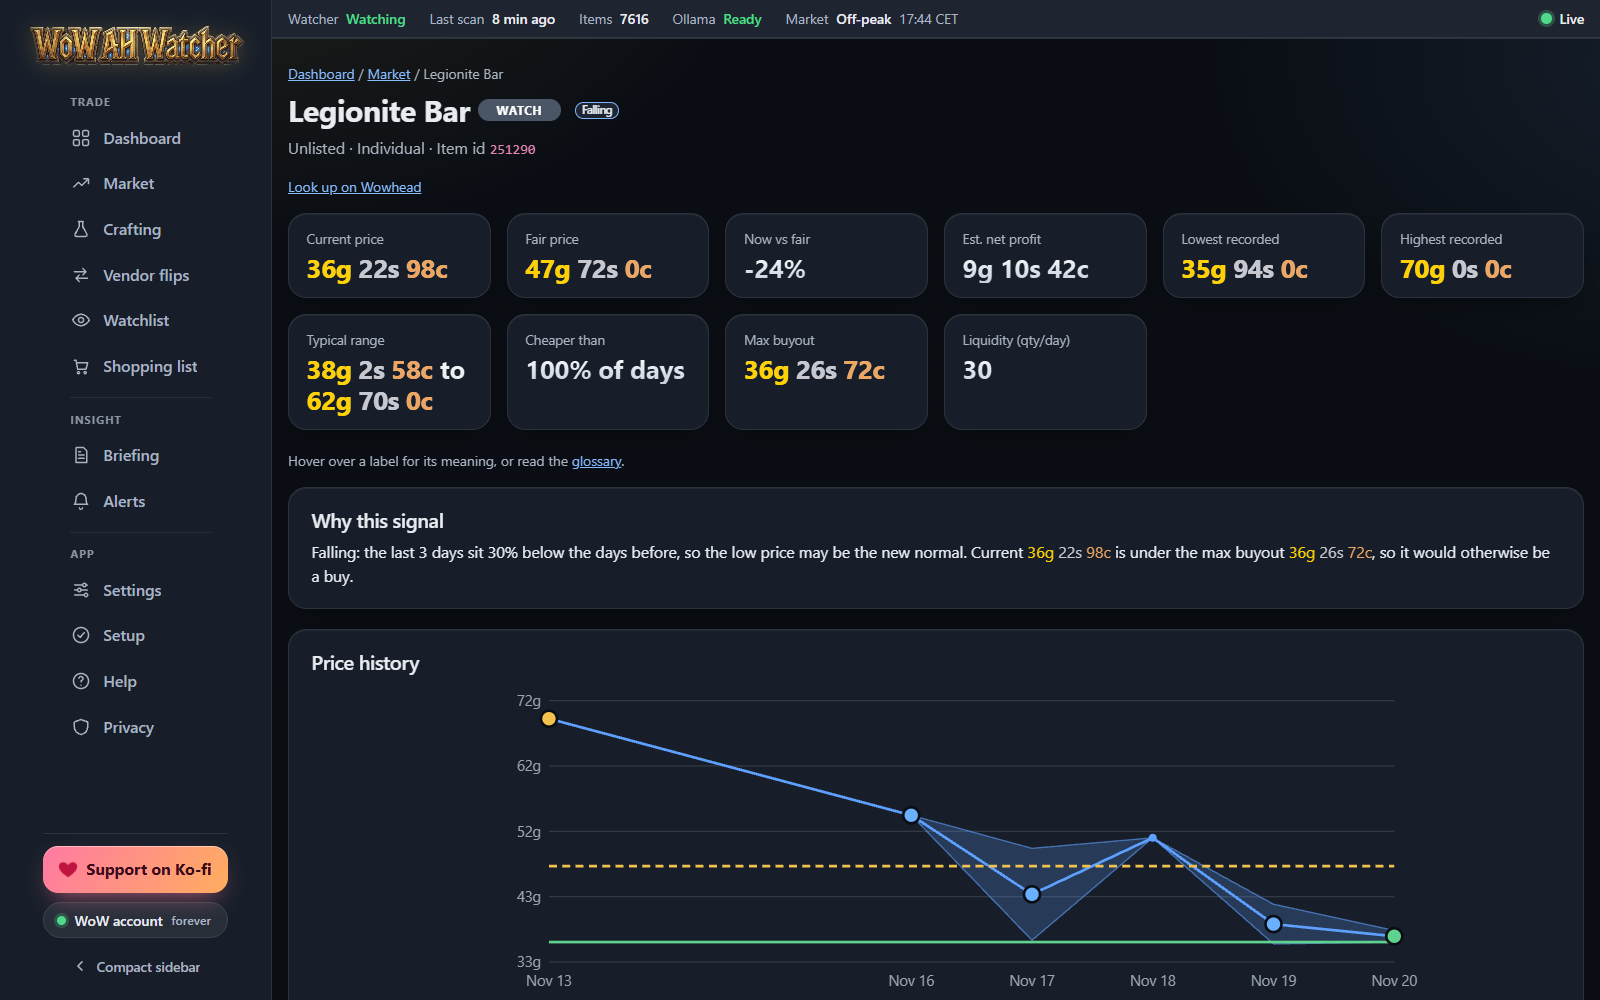 WoW AH Watcher
TRADE
Dashboard
Market
Crafting
Vendor flips
Watchlist
Shopping list
INSIGHT
Briefing
Alerts
APP
Settings
Setup
Help
Privacy
Support on Ko-fi
WoW account forever
Compact sidebar
Watcher Watching Last scan 8 min ago Items 7616 Ollama Ready Market Off-peak 17:44 CET Live
Dashboard / Market / Legionite Bar
Legionite Bar WATCH Falling
Unlisted · Individual · Item id 251290
Look up on Wowhead
Current price
36g 22s 98c
Fair price
47g 72s 0c
Now vs fair
-24%
Est. net profit
9g 10s 42c
Lowest recorded
35g 94s 0c
Highest recorded
70g 0s 0c
Typical range
38g 2s 58c to
62g 70s 0c
Cheaper than
100% of days
Max buyout
36g 26s 72c
Liquidity (qty/day)
30
Hover over a label for its meaning, or read the glossary.
Why this signal
Falling: the last 3 days sit 30% below the days before, so the low price may be the new normal. Current 36g 22s 98c is under the max buyout 36g 26s 72c, so it would otherwise be
a buy.
Price history
72g
62g
52g
43g
33g
Nov 13 Nov 16 Nov 17 Nov 18 Nov 19 Nov 20